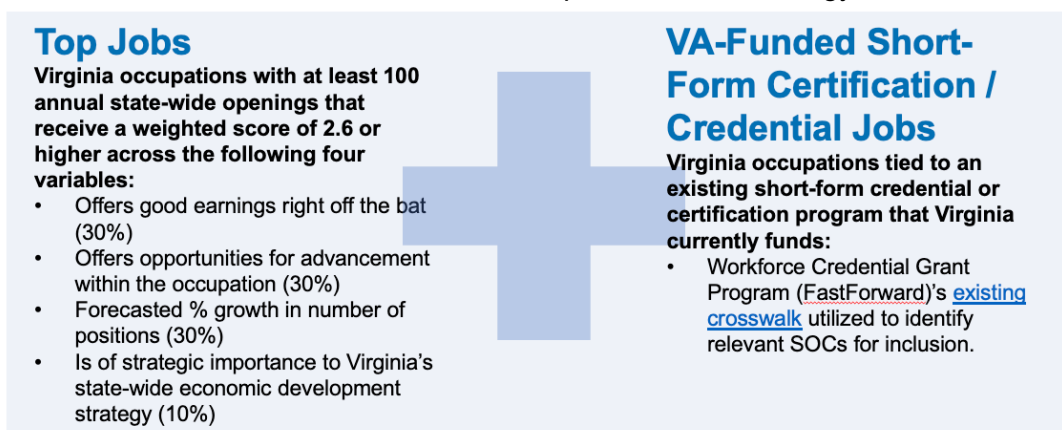 Top Jobs
Virginia occupations with at least 100
annual state-wide openings that
receive a weighted score of 2.6 or
higher across the following four
variables:
• Offers good earnings right off the bat
(30%)
• Offers opportunities for advancement
within the occupation (30%)
• Forecasted % growth in number of
positions (30%)
• Is of strategic importance to Virginia's
state-wide economic development
strategy (10%)
VA-Funded Short-
Form Certification /
Credential Jobs
Virginia occupations tied to an
existing short-form credential or
certification program that Virginia
currently funds:
• Workforce Credential Grant
Program (FastForward)'s existing
crosswalk utilized to identify
relevant SOCs for inclusion.